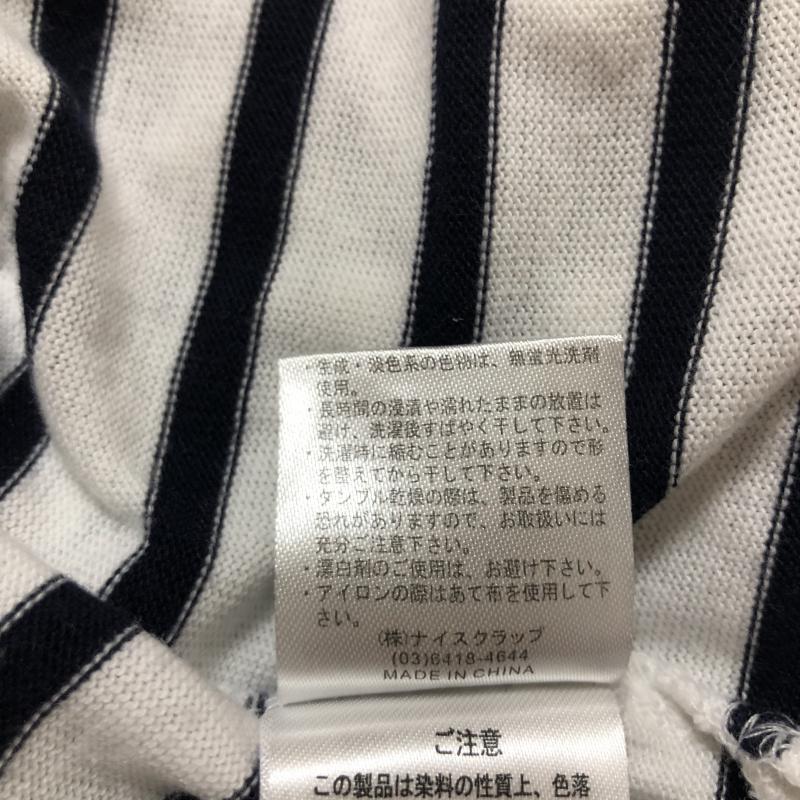 ・生成・淡色系の色物は、無蛍光洗剤
使用。
・長時間の浸漬や濡れたままの放置は
避け、洗濯後すばやく干して下さい。
・洗濯時に縮むことがありますので形
を整えてから干して下さい。
・タンブル乾燥の際は、製品を傷める
恐れがありますので、お取扱いには
充分ご注意下さい。
・漂白剤のご使用は、お避け下さい。
・アイロンの際はあて布を使用して下
さい。
(株)ナイスクラップ
(03)6418-4644
MADE IN CHINA
ご注意
この製品は染料の性質上、色落